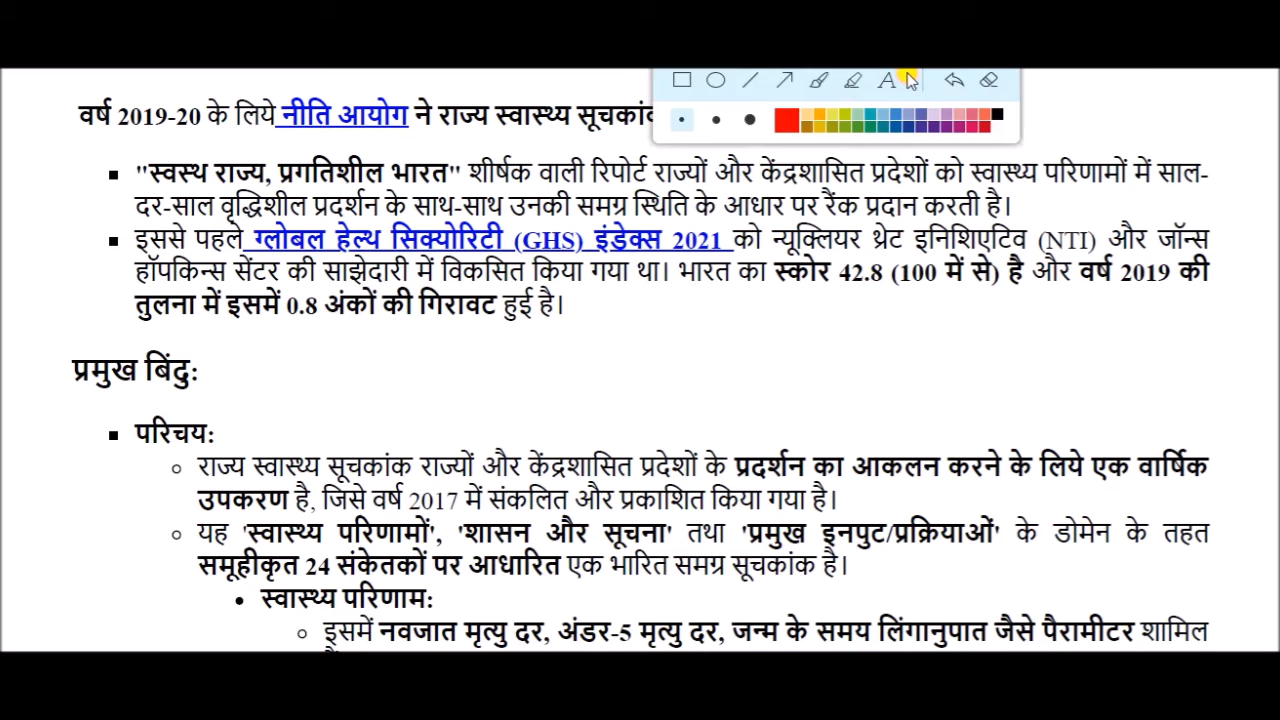 वर्ष 2019-20 के लिये नीति आयोग ने राज्य स्वास्थ्य
"स्वस्थ राज्य, प्रगतिशील भारत" शीर्षक वाली रिपोर्ट राज्यों और केंद्रशासित प्रदेशों को स्वास्थ्य परिणामों में साल-
दर-साल वृद्धिशील प्रदर्शन के साथ-साथ उनकी समग्र स्थिति के आधार पर रैंक प्रदान करती है।
इससे पहले ग्लोबल हेल्थ सिक्योरिटी (GHS) इंडेक्स 2021 को न्यूक्लियर थ्रेट इनिशिएटिव (NTI) और जॉन्स
हॉपकिन्स सेंटर की साझेदारी में विकसित किया गया था। भारत का स्कोर 42.8 (100 में से) है और वर्ष 2019 की
तुलना में इसमें 0.8 अंकों की गिरावट हुई है।
प्रमुख बिंदु:
परिचय:
राज्य स्वास्थ्य सूचकांक राज्यों और केंद्रशासित प्रदेशों के प्रदर्शन का आकलन करने के लिये एक वार्षिक
उपकरण है, जिसे वर्ष 2017 में संकलित और प्रकाशित किया गया है।
यह 'स्वास्थ्य परिणामों', 'शासन और सूचना' तथा 'प्रमुख इनपुट/प्रक्रियाओं' के डोमेन के तहत
समूहीकृत 24 संकेतकों पर आधारित एक भारित समग्र सूचकांक है।
स्वास्थ्य परिणाम:
इसमें नवजात मृत्यु दर, अंडर-5 मृत्यु दर, जन्म के समय लिंगानुपात जैसे पैरामीटर शामिल